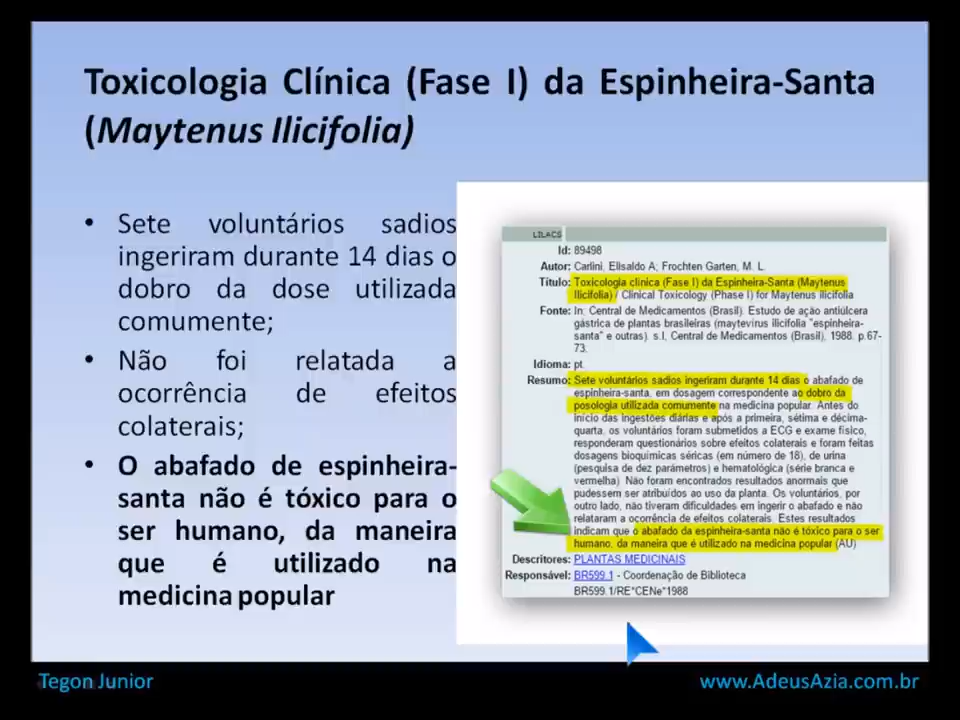 Toxicologia Clínica (Fase I) da Espinheira-Santa
(Maytenus Ilicifolia)
• Sete voluntários sadios
ingeriram durante 14 dias o
dobro da dose utilizada
comumente;
• Não foi relatada a
ocorrência de efeitos
colaterais;
• O abafado de espinheira-
santa não é tóxico para o
ser humano, da maneira
que é utilizado na
medicina popular
LILACS
Id: 89498
Autor: Carlini, Elisaldo A; Frochten Garten, M. L.
Título: Toxicologia clínica (Fase I) da Espinheira-Santa (Maytenus
Ilicifolia) / Clinical Toxicology (Phase I) for Maytenus ilicifolia
Fonte: In: Central de Medicamentos (Brasil). Estudo de ação antiúlcera
gástrica de plantas brasileiras (maytevirus ilicifolia "espinheira-
santa" e outras). s.l, Central de Medicamentos (Brasil), 1988. p.67-
73.
Idioma: pt
Resumo: Sete voluntários sadios ingeriram durante 14 dias o abafado de
espinheira-santa, em dosagem correspondente ao dobro da
posologia utilizada comumente na medicina popular. Antes do
início das ingestões diárias e após a primeira, sétima e décima-
quarta, os voluntários foram submetidos a ECG e exame físico,
responderam questionários sobre efeitos colaterais e foram feitas
dosagens bioquímicas séricas (em número de 18), de urina
(pesquisa de dez parámetros) e hematológica (série branca e
vermelha). Não foram encontrados resultados anormais que
pudessem ser atribuídos ao uso da planta. Os voluntários, por
outro lado, não tiveram dificuldades em ingerir o abafado e não
relataram a ocorrência de efeitos colaterais. Estes resultados
indicam que o abafado da espinheira-santa não é tóxico para o ser
humano, da maneira que é utilizado na medicina popular (AU)
Descritores: PLANTAS MEDICINAIS
Responsável: BR599.1 - Coordenação de Biblioteca
BR599.1/RE*CENe*1988
Tegon Junior
www.AdeusAzia.com.br